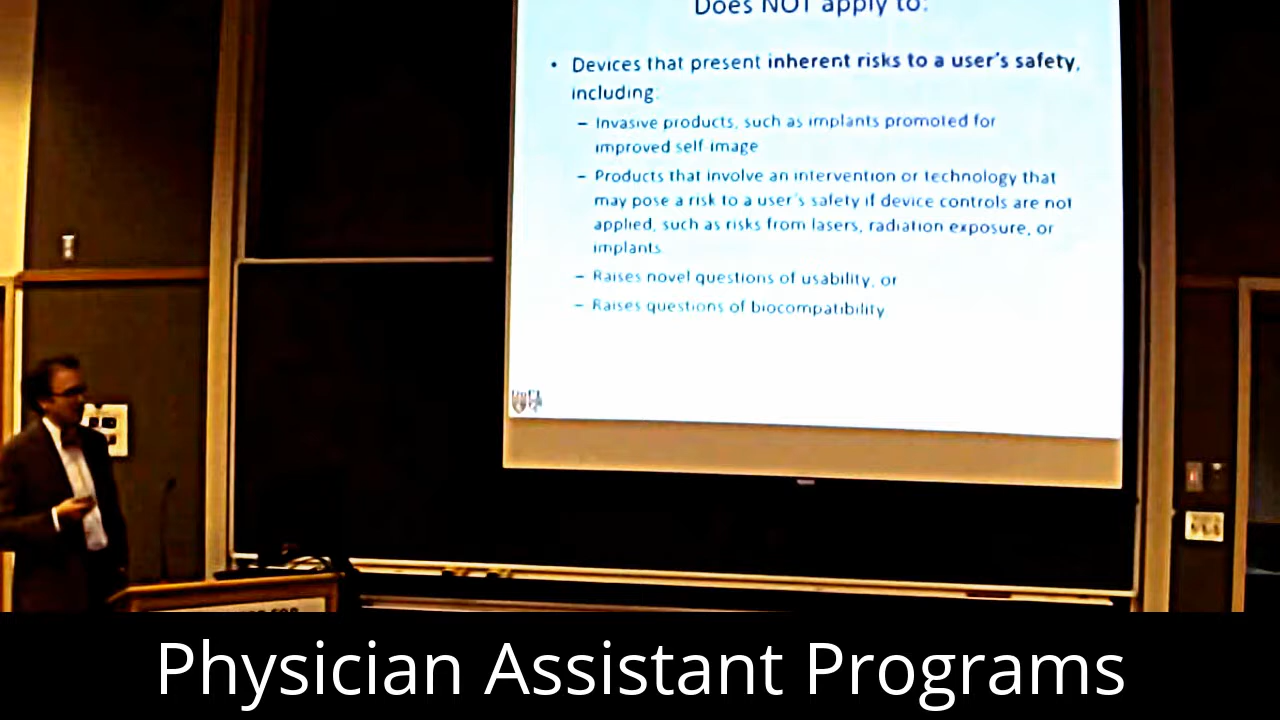 Does NOT apply to:
• Devices that present inherent risks to a user's safety,
including:
– Invasive products, such as implants promoted for
improved self image
– Products that involve an intervention or technology that
may pose a risk to a user's safety if device controls are not
applied, such as risks from lasers, radiation exposure, or
implants
– Raises novel questions of usability, or
– Raises questions of biocompatibility
Physician Assistant Programs